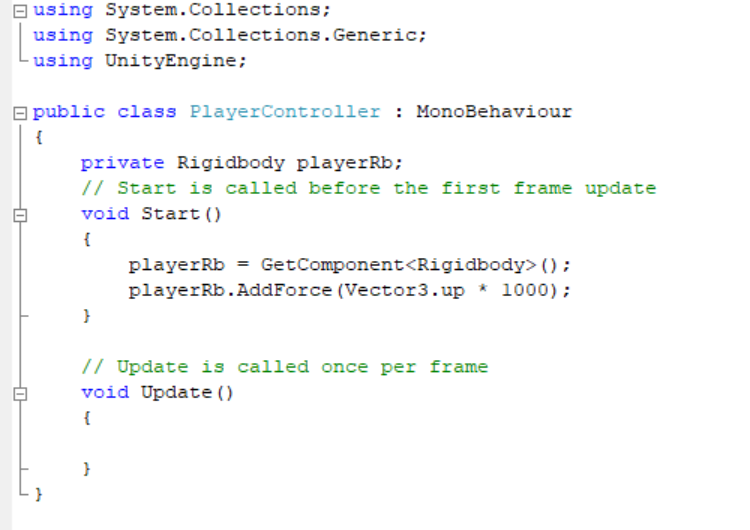 using System.Collections;
using System.Collections.Generic;
using UnityEngine;
public class PlayerController : MonoBehaviour
{
private Rigidbody playerRb;
// Start is called before the first frame update
void Start()
{
playerRb = GetComponent<Rigidbody>();
playerRb.AddForce(Vector3.up * 1000);
}
// Update is called once per frame
void Update()
{
}
}